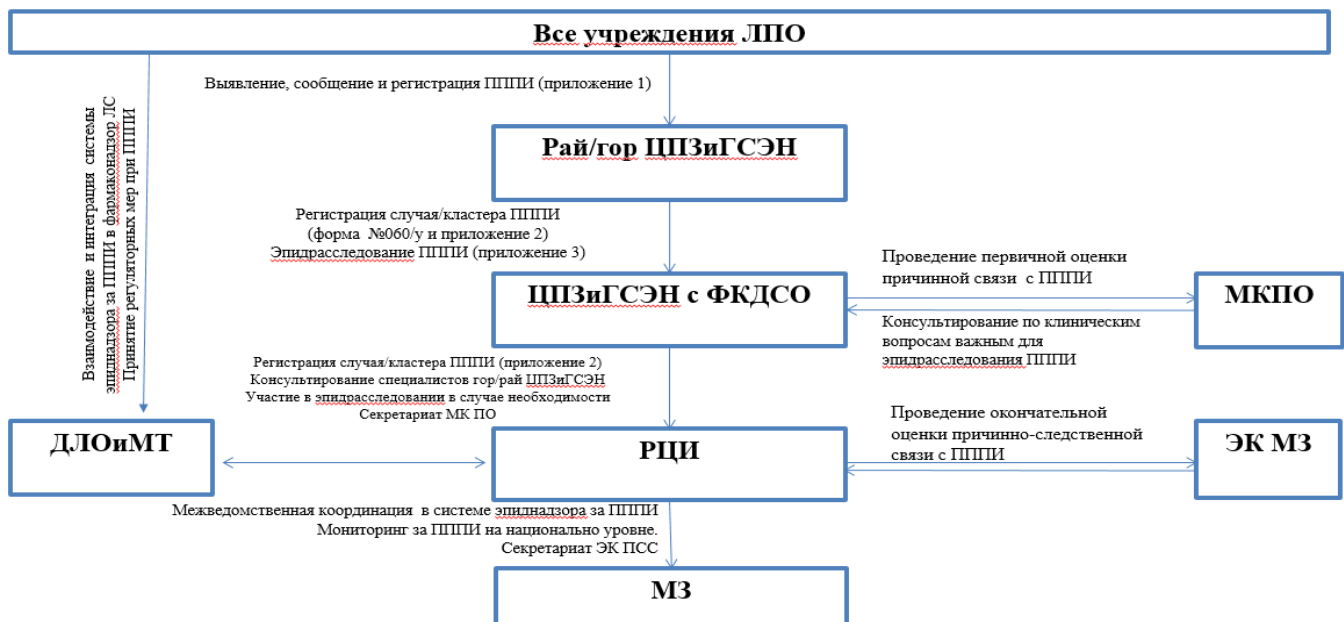 Все учреждения ЛПО
Выявление, сообщение и регистрация ПППИ (приложение 1)
Взаимодействие и интеграция системы
эпиднадзора за ПППИ в фармаконадзор ЛС
Принятие регуляторных мер при ПППИ
Рай/гор ЦПЗиГСЭН
Регистрация случая/кластера ПППИ
(форма №060/у и приложение 2)
Эпидрасследование ПППИ (приложение 3)
ЦПЗиГСЭН с ФКДСО
Проведение первичной оценки
причинной связи с ПППИ
МКПО
Консультирование по клиническим
вопросам важным для
эпидрасследования ПППИ
Регистрация случая/кластера ПППИ (приложение 2)
Консультирование специалистов гор/рай ЦПЗиГСЭН
Участие в эпидрасследовании в случае необходимости
Секретариат МК ПО
ДЛОиМТ
РЦИ
Проведение окончательной
оценки причинно-следственной
связи с ПППИ
ЭК МЗ
Межведомственная координация в системе эпиднадзора за ПППИ
Мониторинг за ПППИ на национально уровне.
Секретариат ЭК ПСС
МЗ